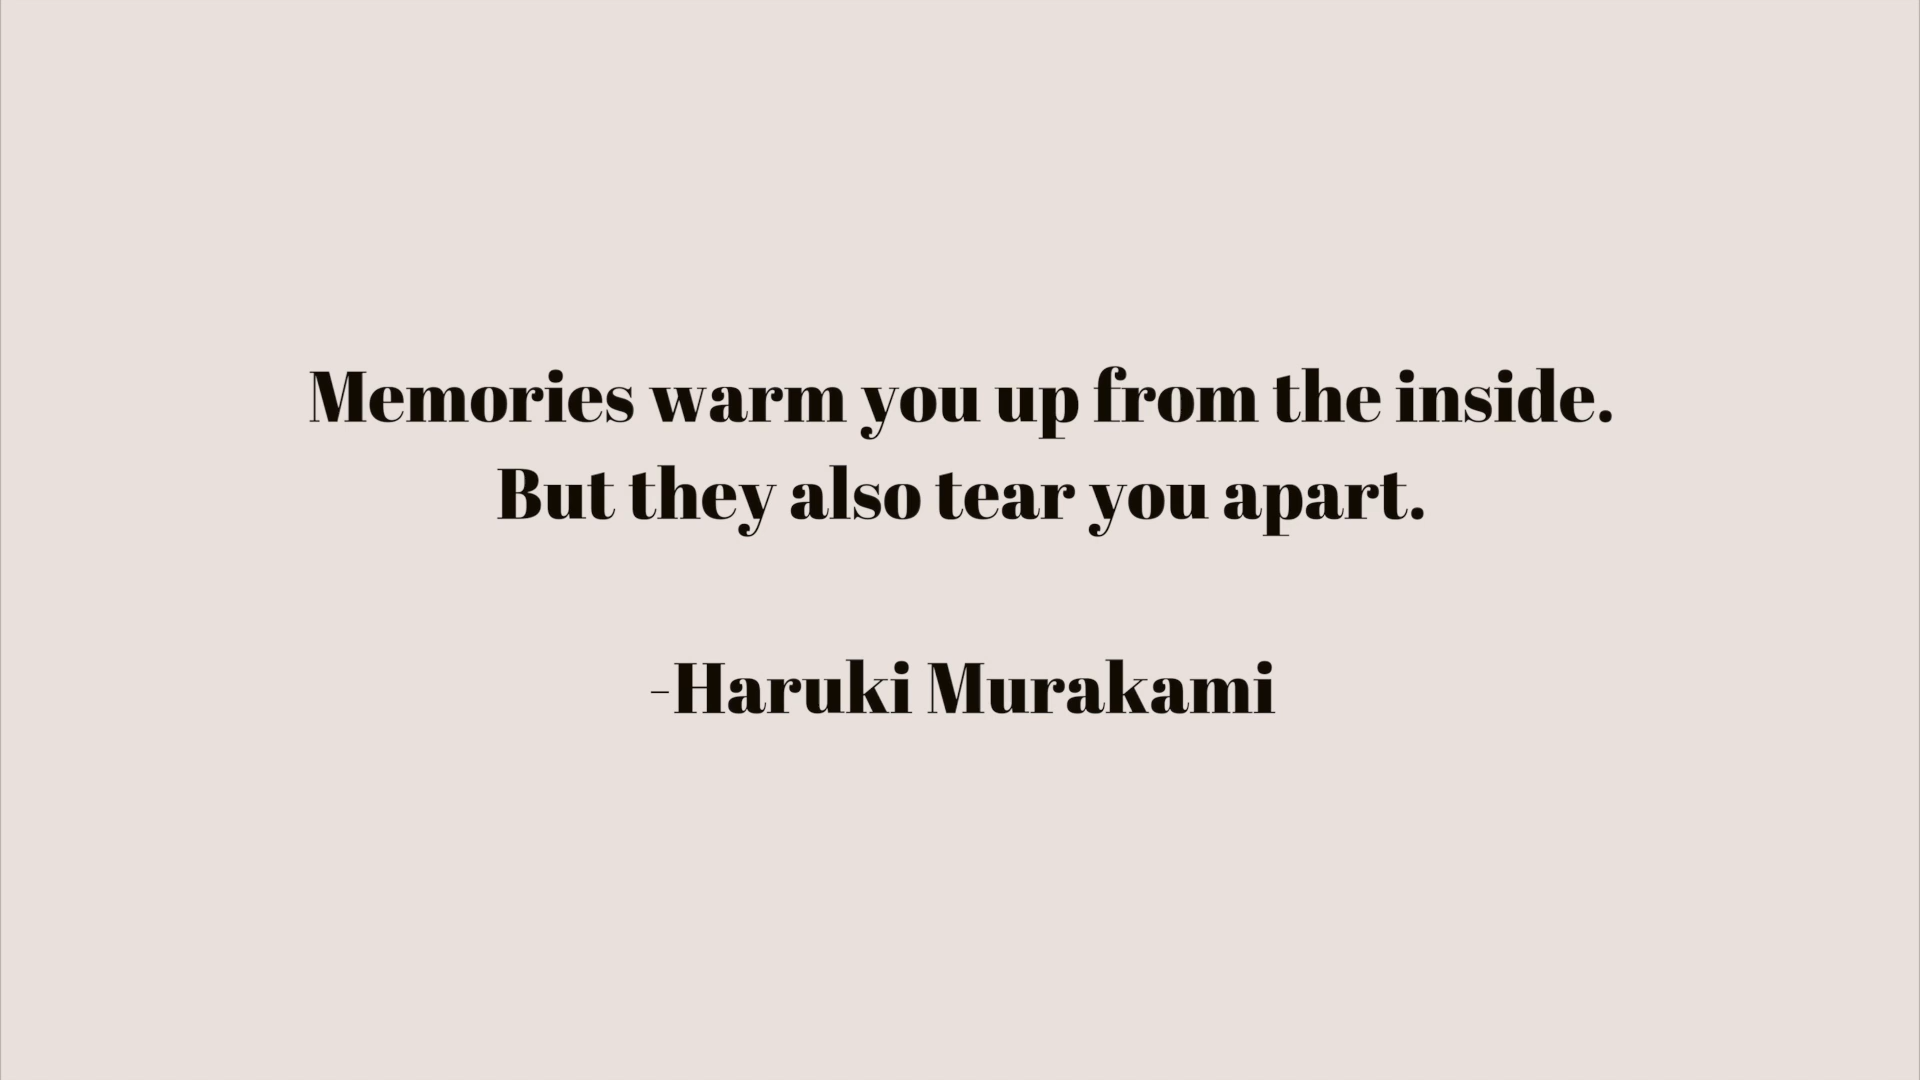 Memories warm you up from the inside.
But they also tear you apart.
-Haruki Murakami